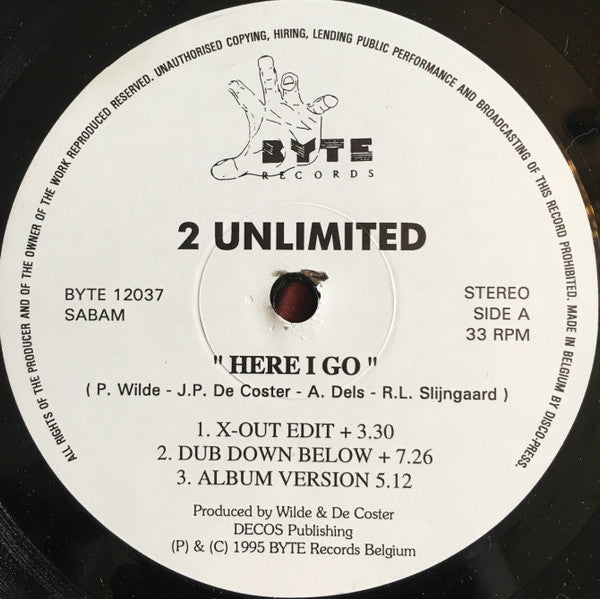 ALL RIGHTS OF THE PRODUCER AND OF THE OWNER OF THE WORK REPRODUCED RESERVED. UNAUTHORISED COPYING, HIRING, LENDING PUBLIC PERFORMANCE AND BROADCASTING OF THIS RECORD PROHIBITED. MADE IN BELGIUM BY DISCO-PRESS.
BYTE
RECORDS
2 UNLIMITED
BYTE 12037
SABAM
STEREO
SIDE A
33 RPM
" HERE I GO "
( P. Wilde - J.P. De Coster - A. Dels - R.L. Slijngaard )
1. X-OUT EDIT + 3.30
2. DUB DOWN BELOW + 7.26
3. ALBUM VERSION 5.12
Produced by Wilde & De Coster
DECOS Publishing
(P) & (C) 1995 BYTE Records Belgium